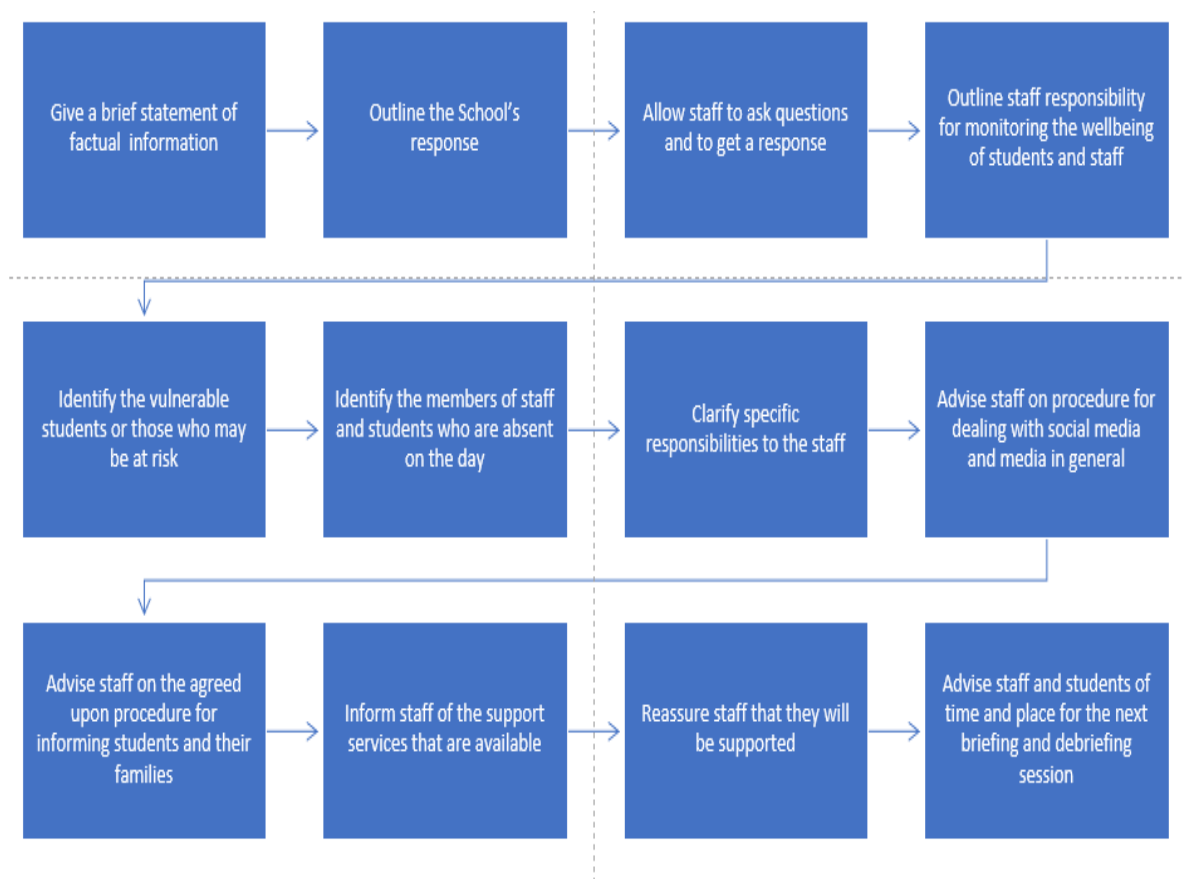 Give a brief statement of
factual information
Outline the School's
response
Allow staff to ask questions
and to get a response
Outline staff responsibility
for monitoring the wellbeing
of students and staff
Identify the vulnerable
students or those who may
be at risk
Identify the members of staff
and students who are absent
on the day
Clarify specific
responsibilities to the staff
Advise staff on procedure for
dealing with social media
and media in general
Advise staff on the agreed
upon procedure for
informing students and their
families
Inform staff of the support
services that are available
Reassure staff that they will
be supported
Advise staff and students of
time and place for the next
briefing and debriefing
session